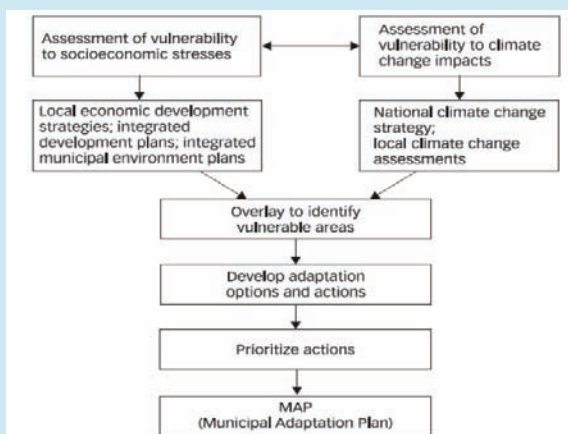 Assessment of vulnerability
to socioeconomic stresses
Assessment of
vulnerability to climate
change impacts
Local economic development
strategies; integrated
development plans; integrated
municipal environment plans
National climate change
strategy;
local climate change
assessments
Overlay to identify
vulnerable areas
Develop adaptation
options and actions
Prioritize actions
MAP
(Municipal Adaptation Plan)